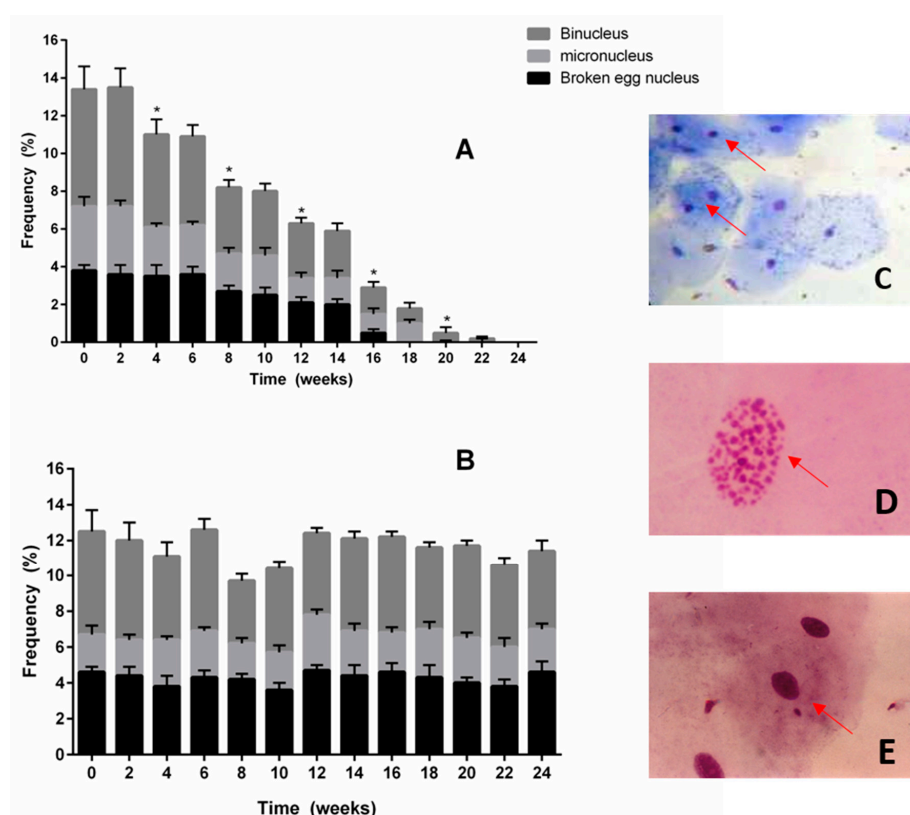 Binucleus
micronucleus
Broken egg nucleus
A
Frequency (%)
16
14
12
10
8
6
4
2
0
* * * * *
0 2 4 6 8 10 12 14 16 18 20 22 24
Time (weeks)
B
Frequency (%)
16
14
12
10
8
6
4
2
0
0 2 4 6 8 10 12 14 16 18 20 22 24
Time (weeks)
C
D
E